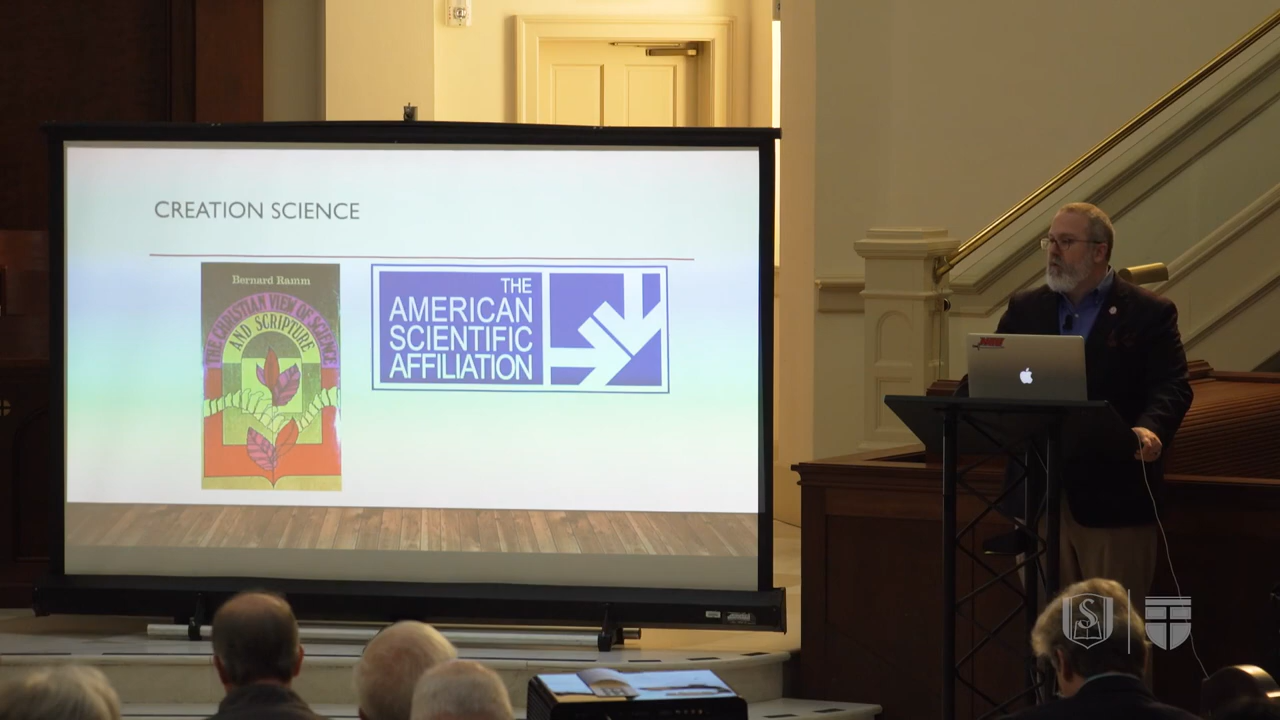 CREATION SCIENCE
Bernard Ramm
THE CHRISTIAN VIEW OF SCIENCE
AND SCRIPTURE
THE
AMERICAN
SCIENTIFIC
AFFILIATION
S